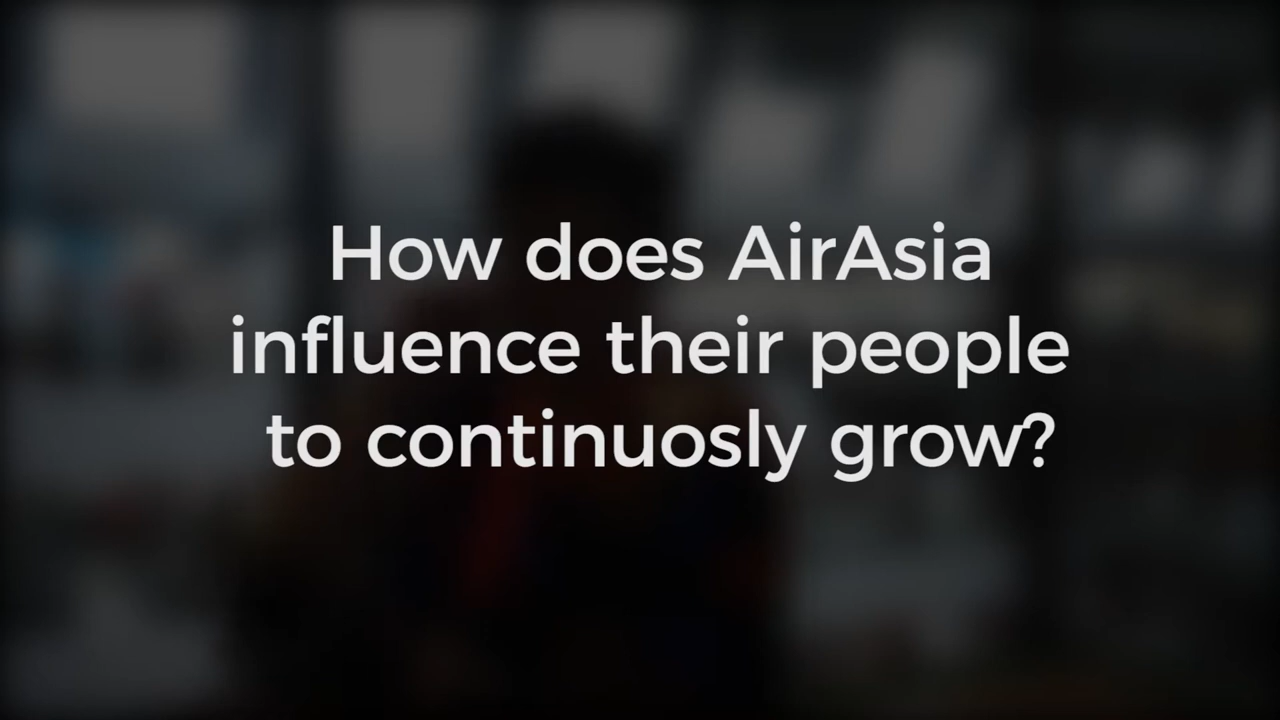 How does AirAsia
influence their people
to continuosly grow?